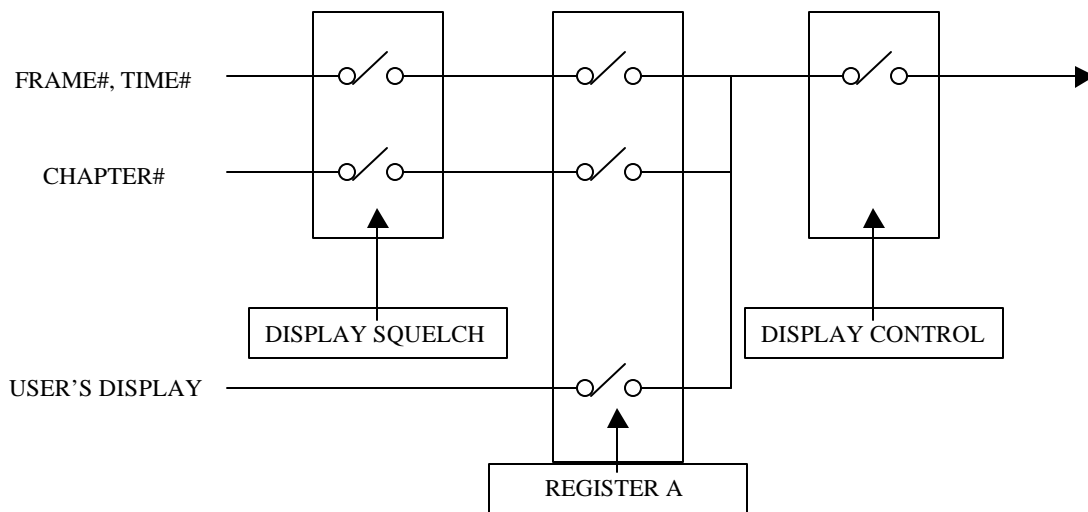 FRAME#, TIME#
CHAPTER#
DISPLAY SQUELCH
DISPLAY CONTROL
USER’S DISPLAY
REGISTER A